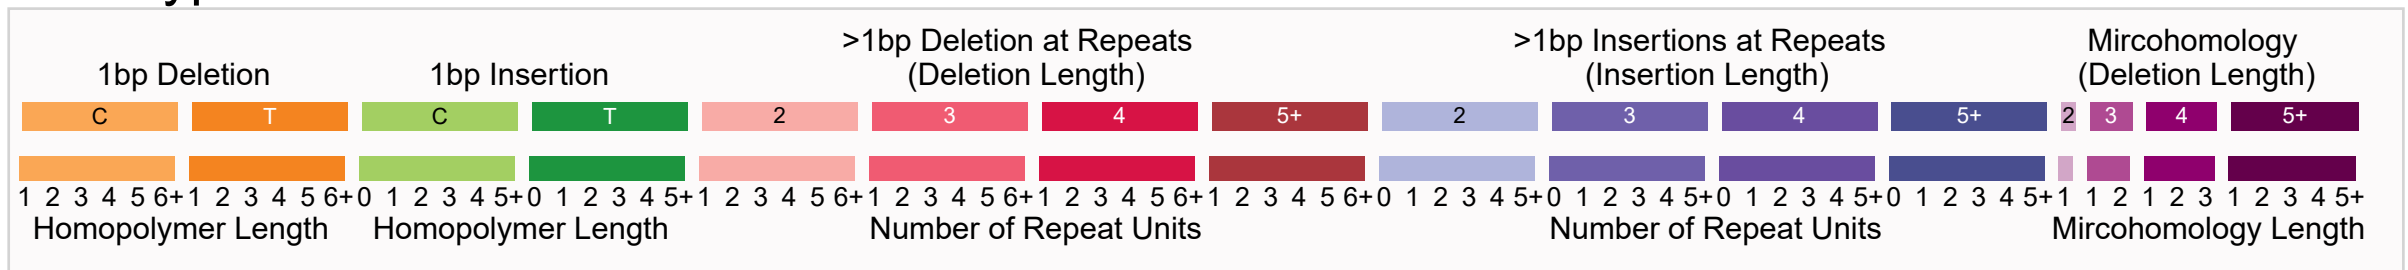 >1bp Deletion at Repeats >1bp Insertions at Repeats Mircohomology
1bp Deletion 1bp Insertion (Deletion Length) (Insertion Length) (Deletion Length)
C T C T 2 3 4 5+ 2 3 4 5+ 2 3 4 5+
1 2 3 4 5 6+ 1 2 3 4 5 6+ 0 1 2 3 4 5+ 0 1 2 3 4 5+ 1 2 3 4 5 6+ 1 2 3 4 5 6+ 1 2 3 4 5 6+ 1 2 3 4 5 6+ 0 1 2 3 4 5+ 0 1 2 3 4 5+ 0 1 2 3 4 5+ 0 1 2 3 4 5+ 1 1 2 1 2 3 1 2 3 4 5+
Homopolymer Length Homopolymer Length Number of Repeat Units Number of Repeat Units Mircohomology Length